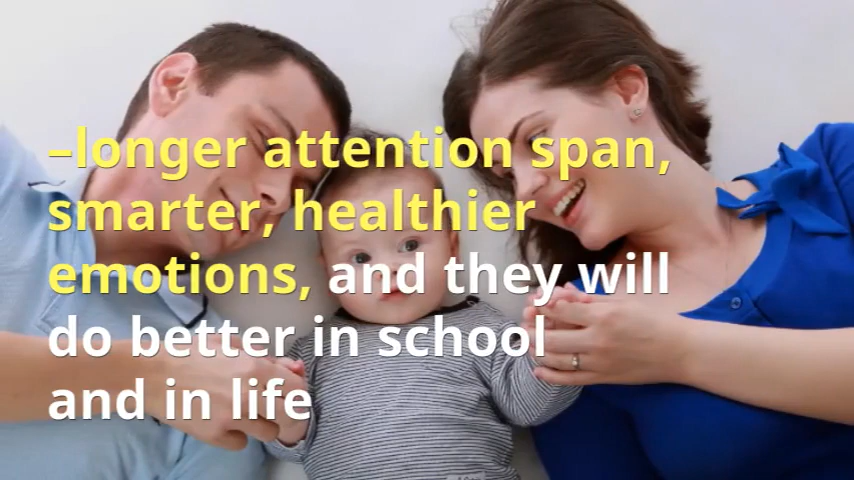 –longer attention span,
smarter, healthier
emotions, and they will
do better in school
and in life